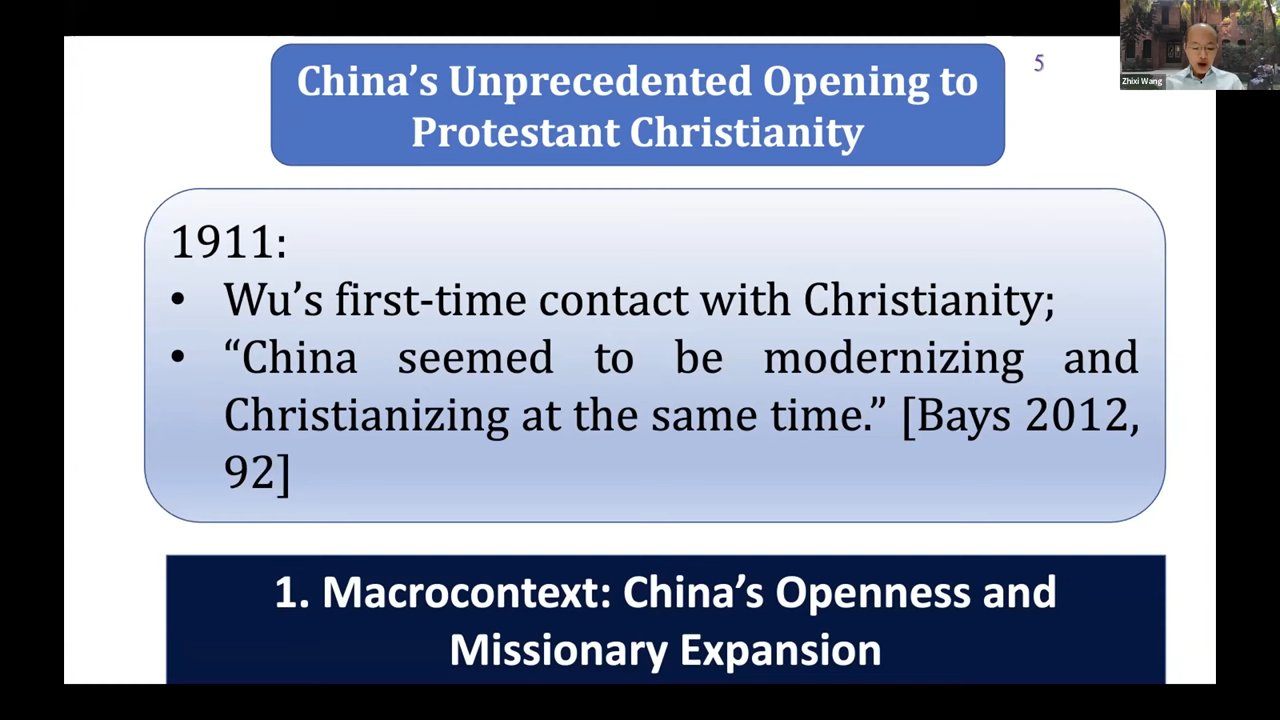 China’s Unprecedented Opening to
Protestant Christianity
5
Zhixi Wang
1911:
• Wu’s first-time contact with Christianity;
• “China seemed to be modernizing and
Christianizing at the same time.” [Bays 2012,
92]
1. Macrocontext: China’s Openness and
Missionary Expansion